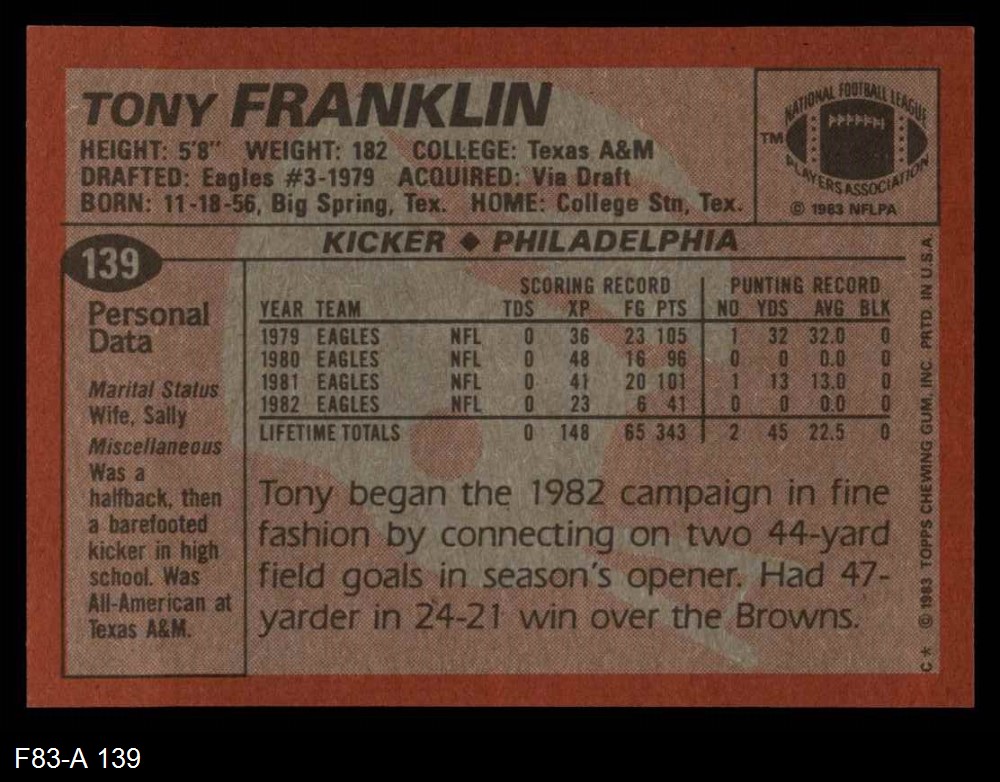 TONY FRANKLIN
HEIGHT: 5'8" WEIGHT: 182 COLLEGE: Texas A&M
DRAFTED: Eagles #3-1979 ACQUIRED: Via Draft
BORN: 11-18-56, Big Spring, Tex. HOME: College Stn, Tex.
NATIONAL FOOTBALL LEAGUE
TM
PLAYERS ASSOCIATION
© 1983 NFLPA
KICKER ◆ PHILADELPHIA
139
Personal
Data
Marital Status
Wife, Sally
Miscellaneous
Was a
halfback, then
a barefooted
kicker in high
school. Was
All-American at
Texas A&M.
SCORING RECORD PUNTING RECORD
YEAR TEAM TDS XP FG PTS NO YDS AVG BLK
1979 EAGLES NFL 0 36 23 105 1 32 32.0 0
1980 EAGLES NFL 0 48 16 96 0 0 0.0 0
1981 EAGLES NFL 0 41 20 101 1 13 13.0 0
1982 EAGLES NFL 0 23 6 41 0 0 0.0 0
LIFETIME TOTALS 0 148 65 343 2 45 22.5 0
Tony began the 1982 campaign in fine
fashion by connecting on two 44-yard
field goals in season's opener. Had 47-
yarder in 24-21 win over the Browns.
C* © 1983 TOPPS CHEWING GUM, INC. PRTD. IN U.S.A.
F83-A 139